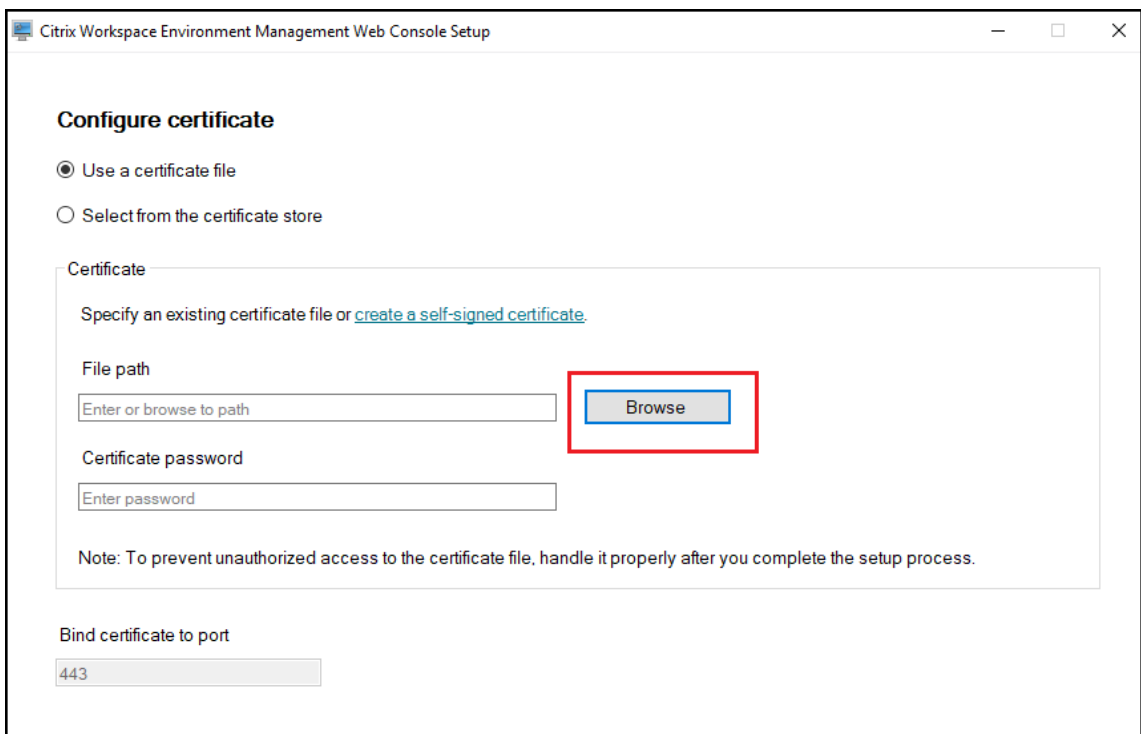 Citrix Workspace Environment Management Web Console Setup
Configure certificate
Use a certificate file
Select from the certificate store
Certificate
Specify an existing certificate file or create a self-signed certificate.
File path
Enter or browse to path
Browse
Certificate password
Enter password
Note: To prevent unauthorized access to the certificate file, handle it properly after you complete the setup process.
Bind certificate to port
443